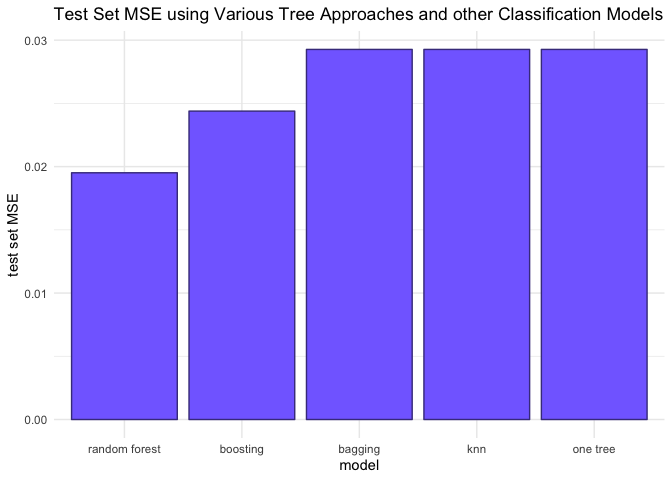 Test Set MSE using Various Tree Approaches and other Classification Models
0.03
0.02
0.01
0.00
test set MSE
random forest boosting bagging knn one tree
model